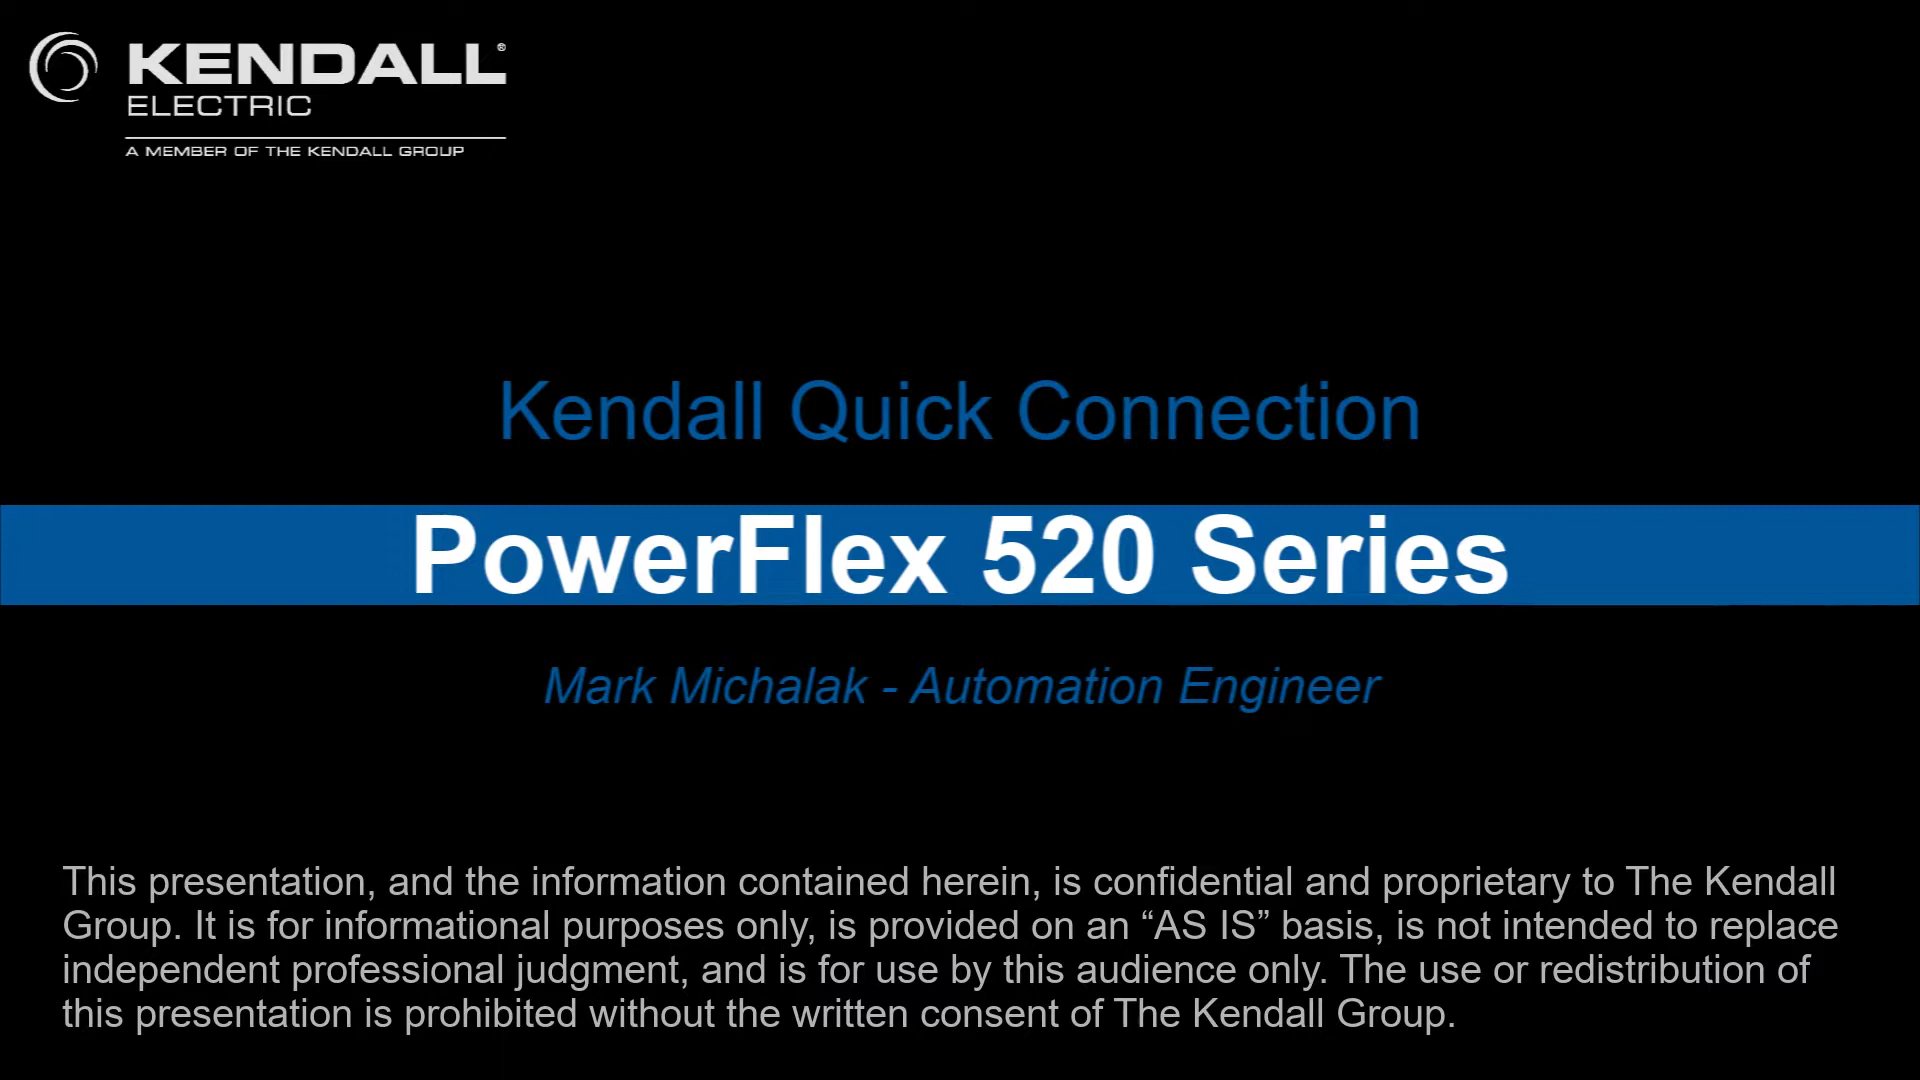 KENDALL®
ELECTRIC
A MEMBER OF THE KENDALL GROUP
Kendall Quick Connection
PowerFlex 520 Series
Mark Michalak - Automation Engineer
This presentation, and the information contained herein, is confidential and proprietary to The Kendall
Group. It is for informational purposes only, is provided on an “AS IS” basis, is not intended to replace
independent professional judgment, and is for use by this audience only. The use or redistribution of
this presentation is prohibited without the written consent of The Kendall Group.